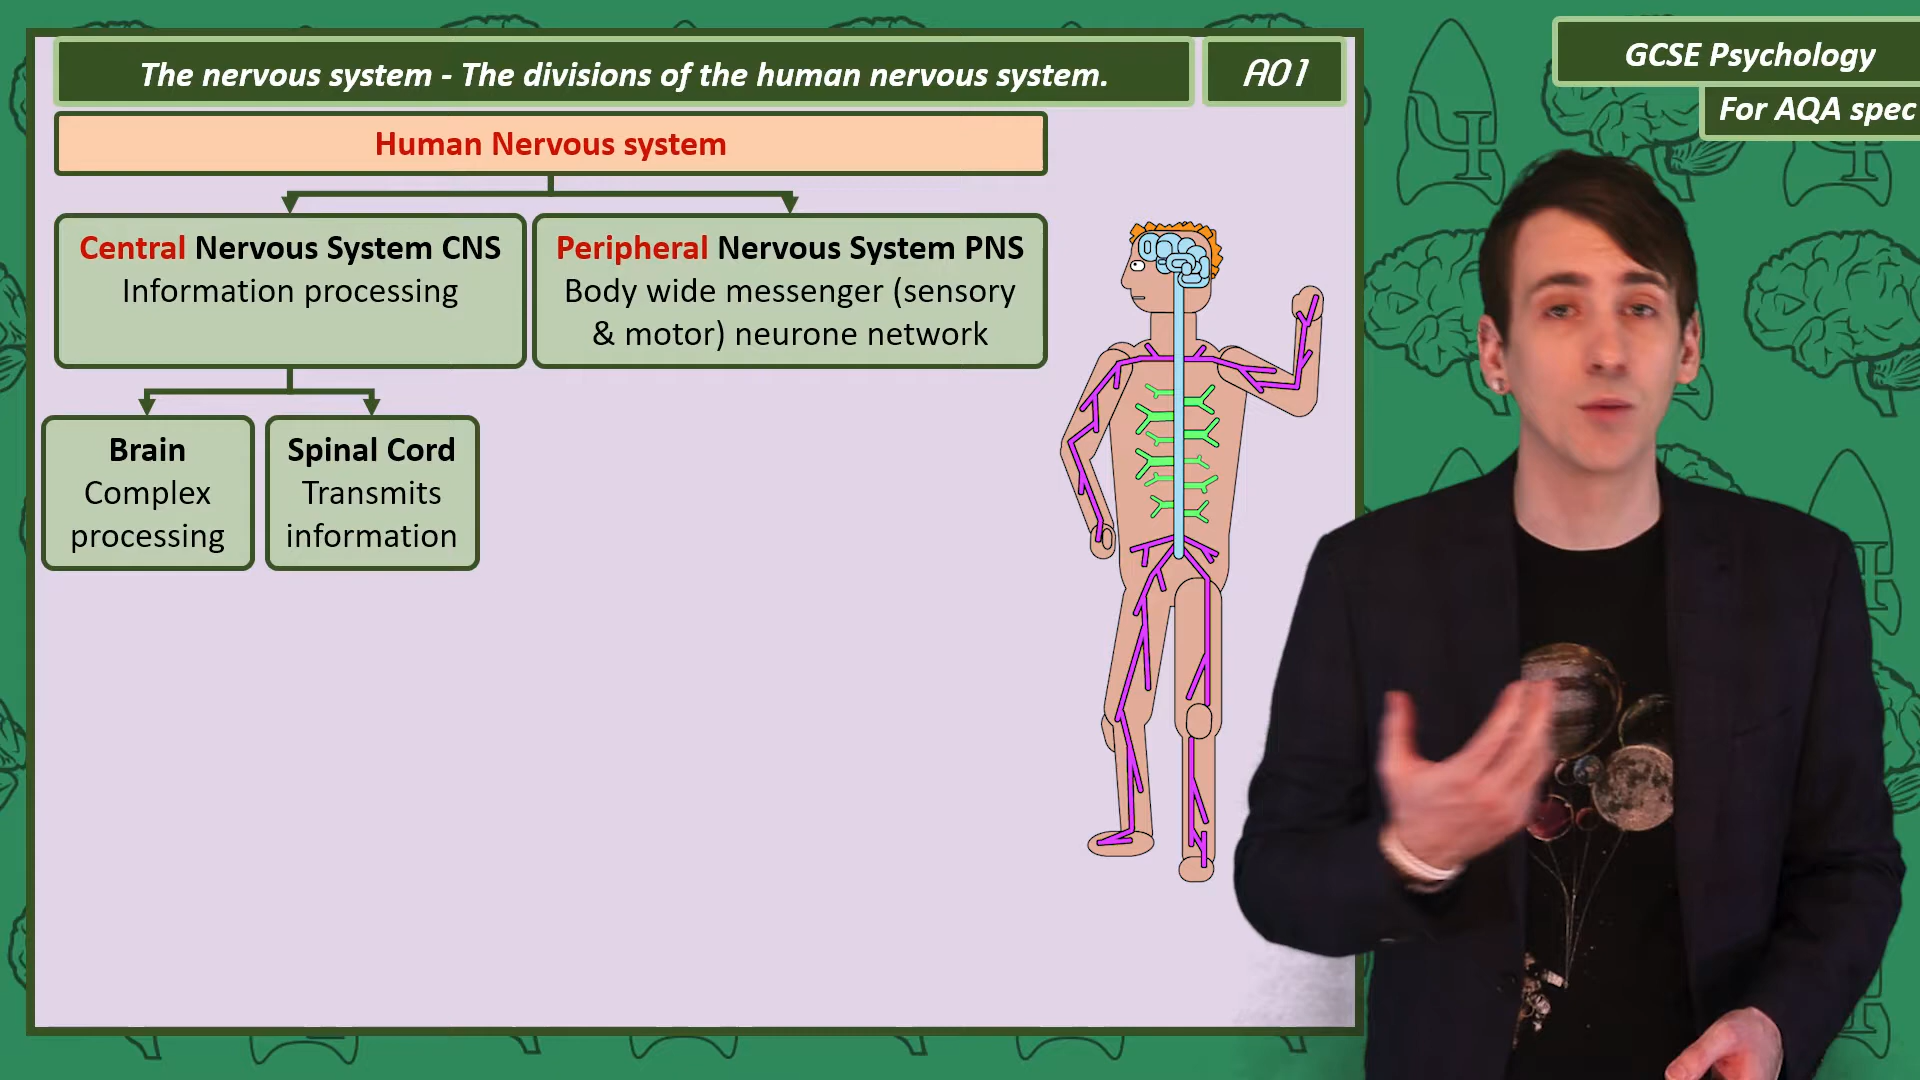 The nervous system - The divisions of the human nervous system.
AO1
GCSE Psychology
For AQA spec
Human Nervous system
Central Nervous System CNS
Information processing
Peripheral Nervous System PNS
Body wide messenger (sensory
& motor) neurone network
Brain
Complex
processing
Spinal Cord
Transmits
information